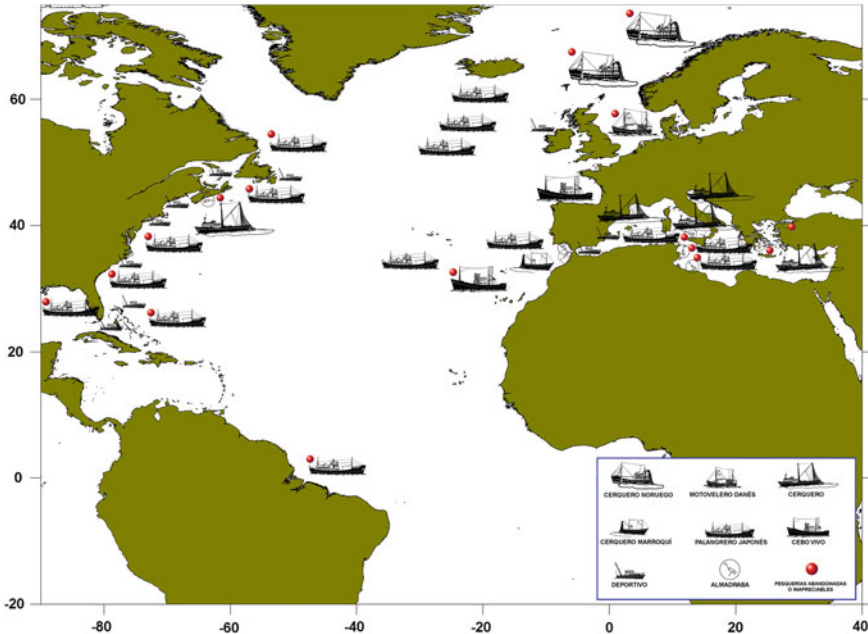 60
40
20
0
-20
-80
-60
-40
-20
0
20
40
CERQUERO NORUEGO
MOTOVELERO DANÉS
CERQUERO
CERQUERO MARROQUÍ
PALANGRERO JAPONÉS
CEBO VIVO
DEPORTIVO
ALMADRABA
PESQUERÍAS ABANDONADAS
O INAPRECIABLES